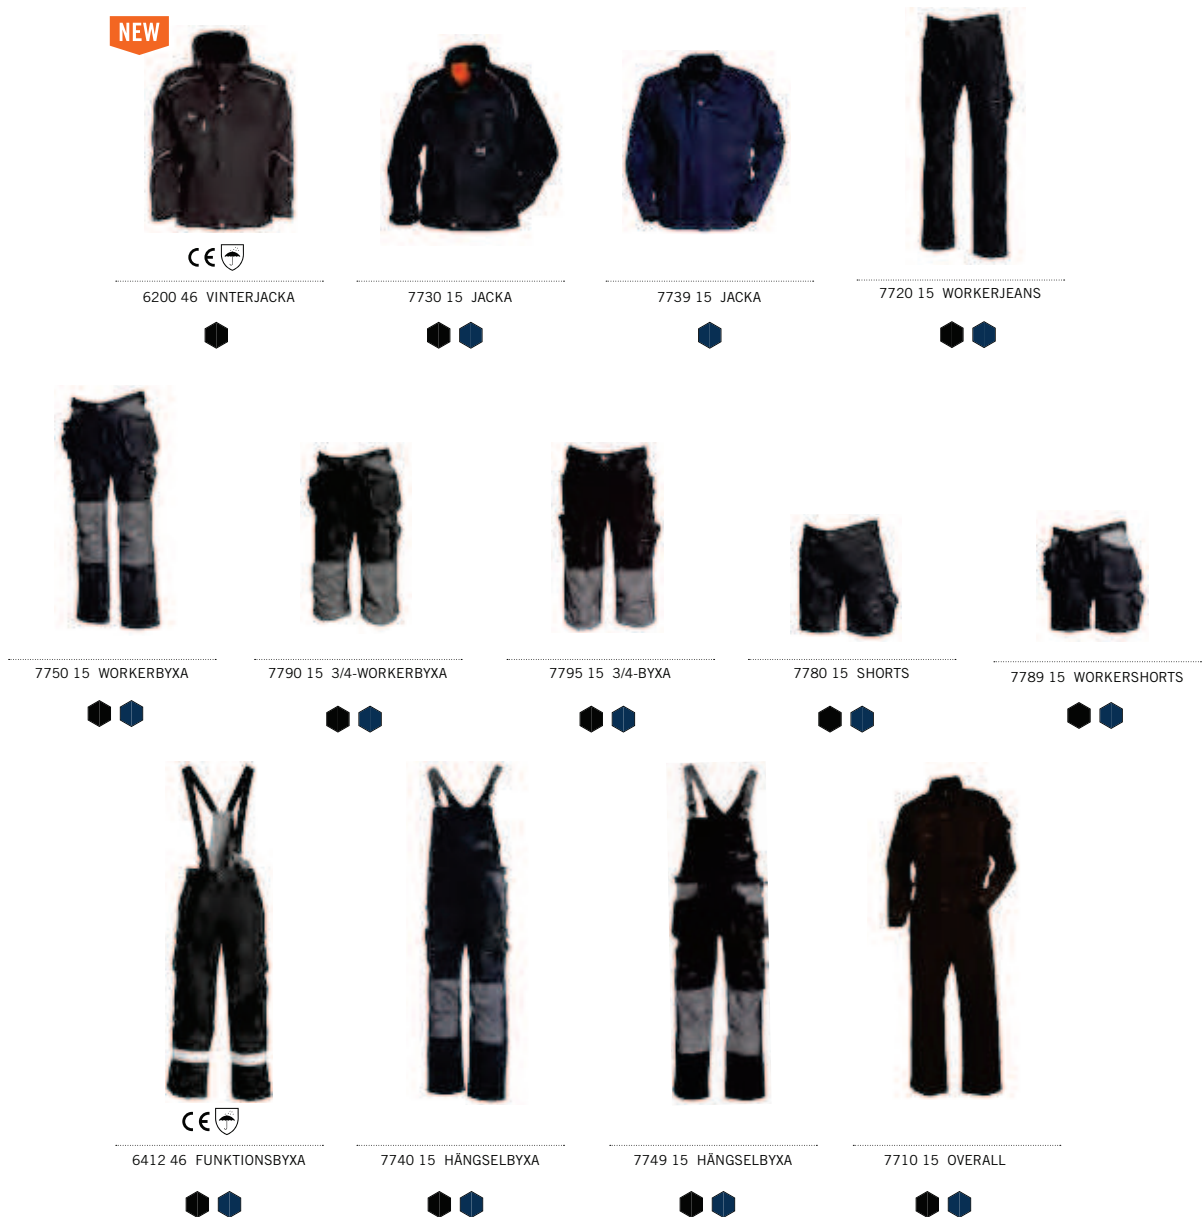 NEW
CE
6200 46 VINTERJACKA
7730 15 JACKA
7739 15 JACKA
7720 15 WORKERJEANS
7750 15 WORKERBYXA
7790 15 3/4-WORKERBYXA
7795 15 3/4-BYXA
7780 15 SHORTS
7789 15 WORKERSHORTS
CE
6412 46 FUNKTIONSBYXA
7740 15 HÄNGSELBYXA
7749 15 HÄNGSELBYXA
7710 15 OVERALL